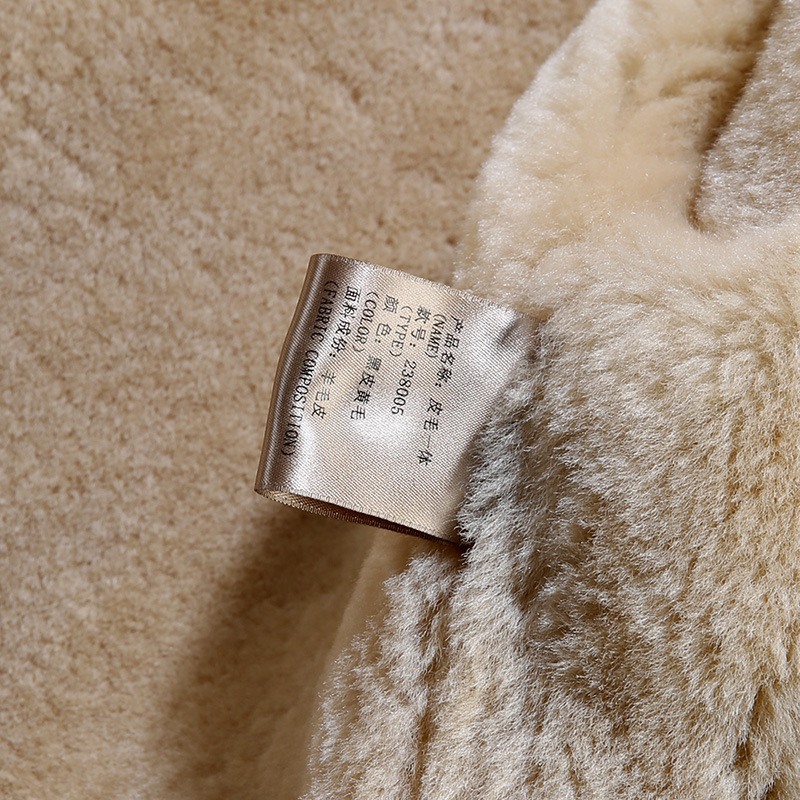 产品名称：皮毛一体
(NAME)
款号：238005
(TYPE)
颜 色：黑皮黄毛
(COLOR)
面料成份：羊毛皮
(FABRIC COMPOSITION)